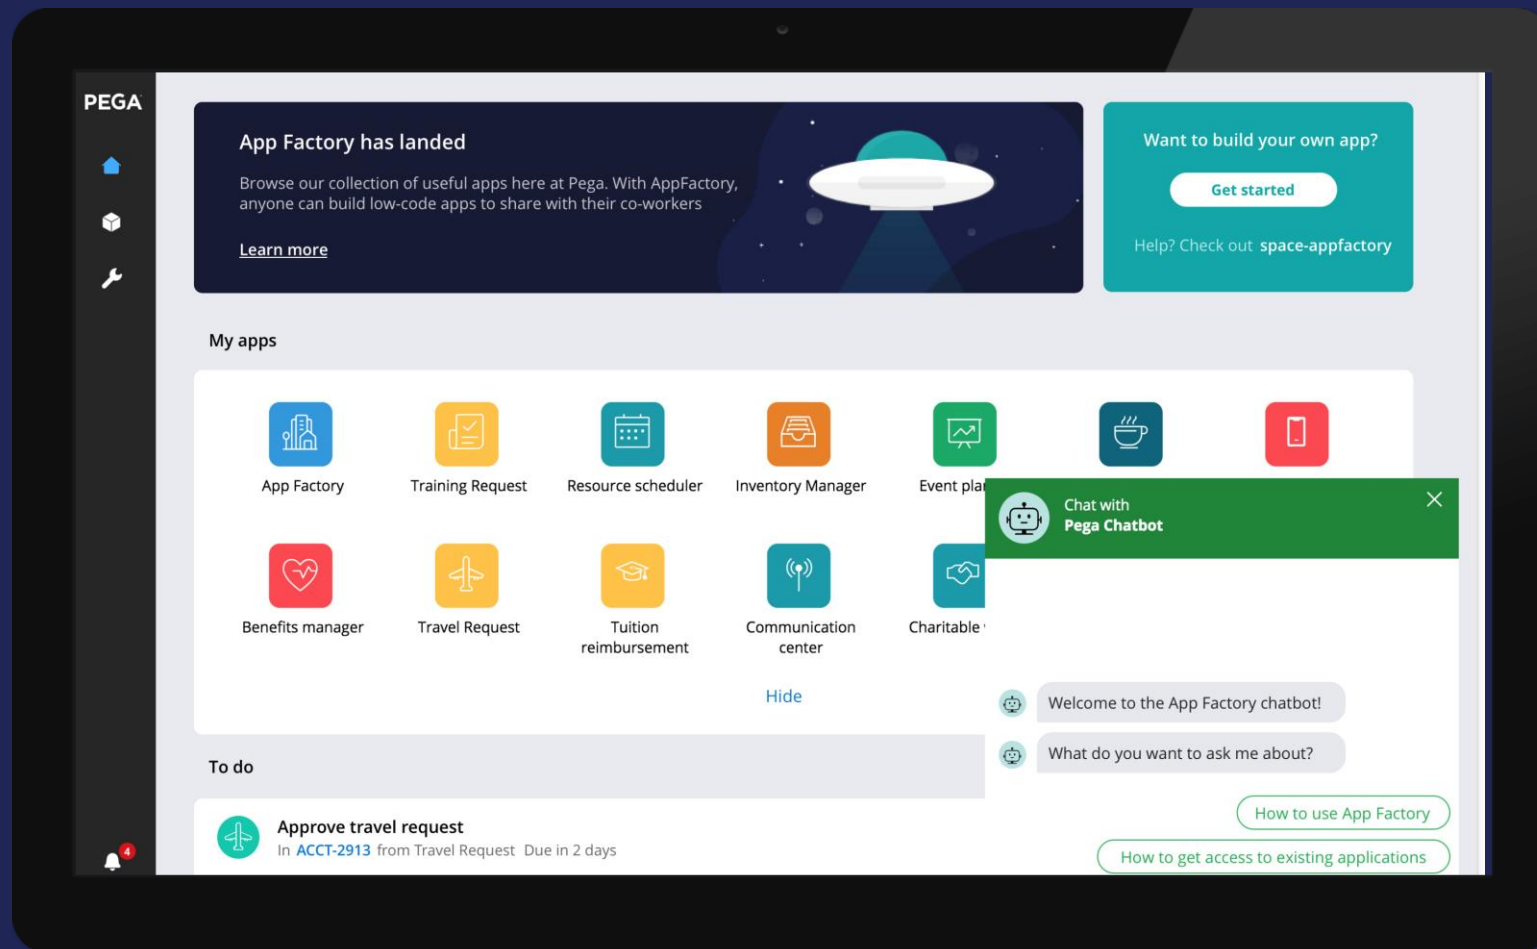 PEGA
App Factory has landed
Browse our collection of useful apps here at Pega. With AppFactory,
anyone can build low-code apps to share with their co-workers
Learn more
Want to build your own app?
Get started
Help? Check out space-appfactory
My apps
App Factory
Training Request
Resource scheduler
Inventory Manager
Event
Benefits manager
Travel Request
Tuition
reimbursement
Communication
center
Charitable
Hide
Chat with
Pega Chatbot
Welcome to the App Factory chatbot!
What do you want to ask me about?
How to use App Factory
How to get access to existing applications
To do
Approve travel request
In ACCT-2913 from Travel Request Due in 2 days
4